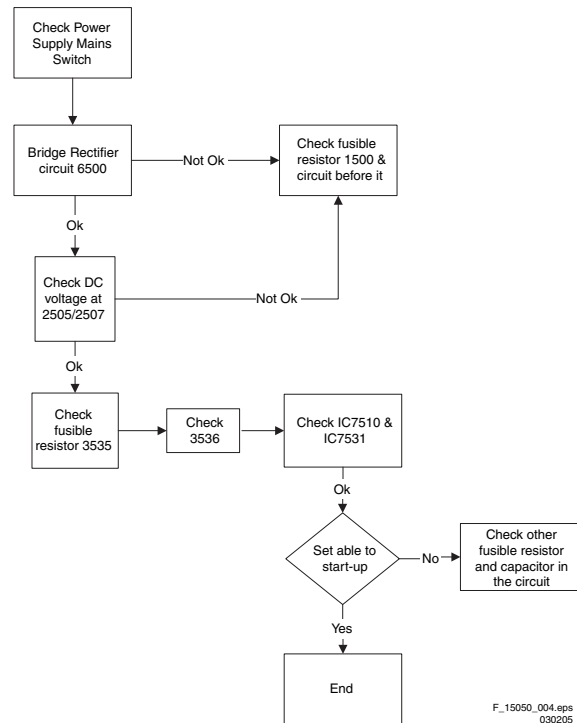 Check Power
Supply Mains
Switch
Bridge Rectifier
circuit 6500
Not Ok
Check fusible
resistor 1500 &
circuit before it
Ok
Check DC
voltage at
2505/2507
Not Ok
Ok
Check
fusible
resistor 3535
Check
3536
Check IC7510 &
IC7531
Ok
Set able to
start-up
No
Check other
fusible resistor
and capacitor in
the circuit
Yes
End
F_15050_004.eps
030205